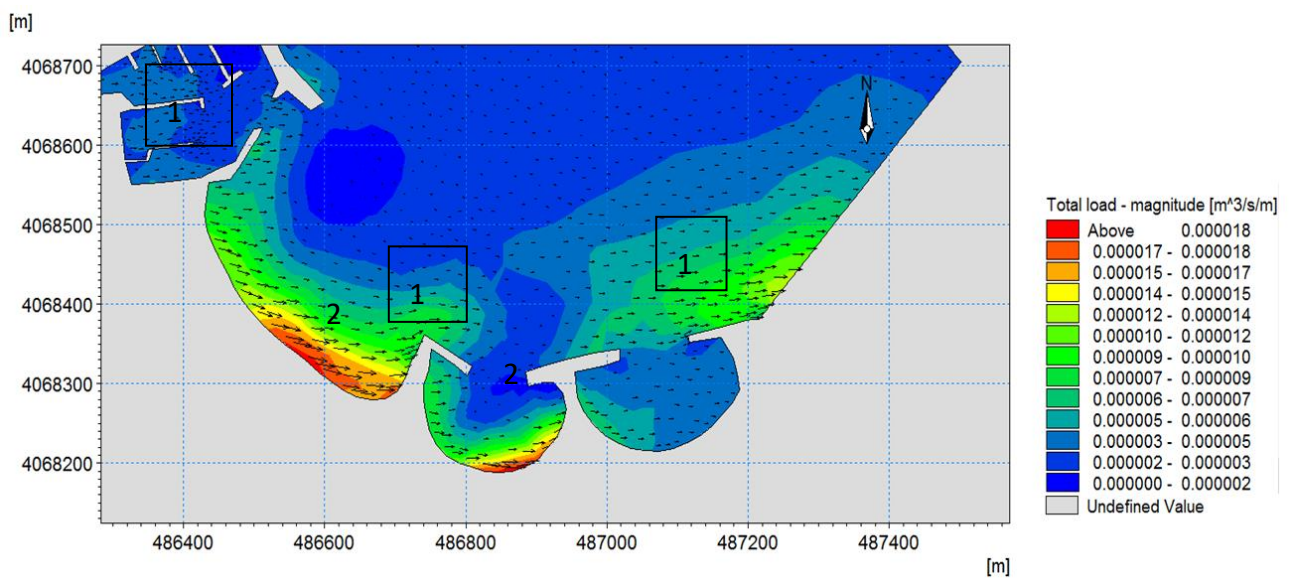 [m]
4068700
4068600
4068500
4068400
4068300
4068200
486400 486600 486800 487000 487200 487400
[m]
1
1
1
2
2
N
Total load - magnitude [m^3/s/m]
Above 0.000018
0.000017 - 0.000018
0.000015 - 0.000017
0.000014 - 0.000015
0.000012 - 0.000014
0.000010 - 0.000012
0.000009 - 0.000010
0.000007 - 0.000009
0.000006 - 0.000007
0.000005 - 0.000006
0.000003 - 0.000005
0.000002 - 0.000003
0.000000 - 0.000002
Undefined Value